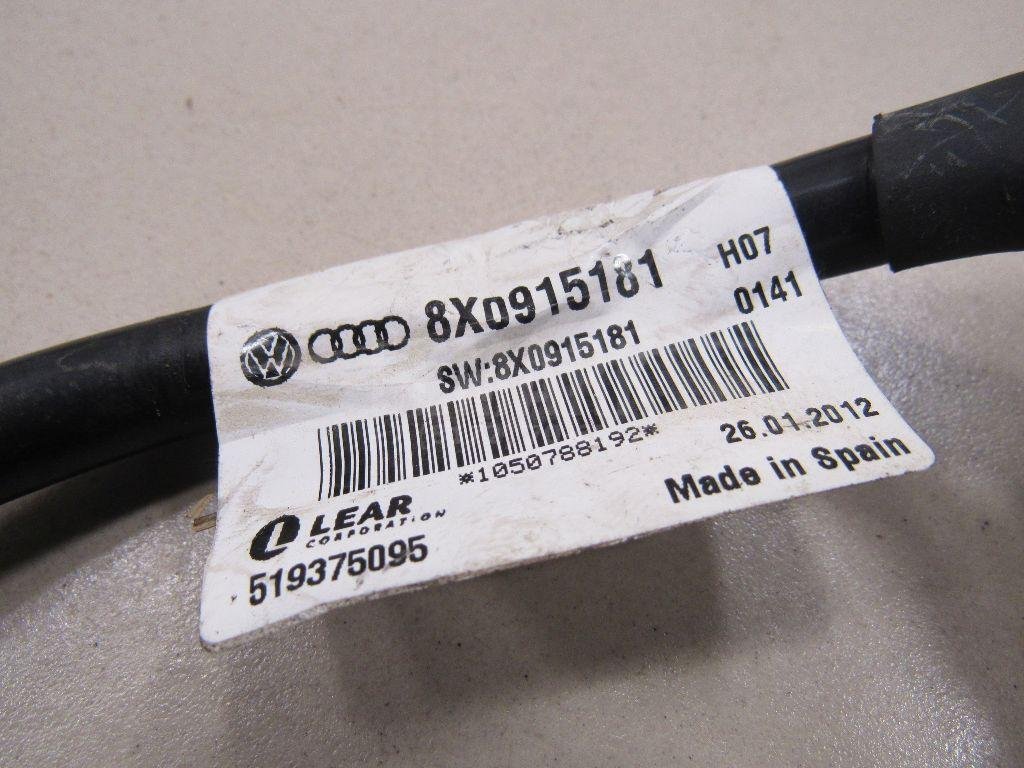 8X0915181 H07
SW:8X0915181 0141
*1050788192* 26.01.2012
LEAR Made in Spain
CORPORATION
519375095